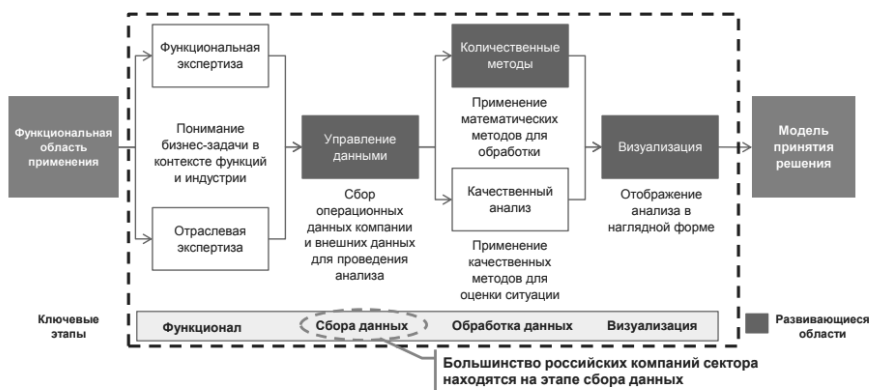 Функциональная
область
применения
Функциональная
экспертиза
Понимание
бизнес-задачи в
контексте функций
и индустрии
Отраслевая
экспертиза
Управление
данными
Сбор
операционных
данных компании
и внешних данных
для проведения
анализа
Количественные
методы
Применение
математических
методов для
обработки
Качественный
анализ
Применение
качественных
методов для
оценки ситуации
Визуализация
Отображение
анализа в
наглядной форме
Модель
принятия
решения
Ключевые
этапы
Функционал
Сбора данных
Обработка данных
Визуализация
Развивающиеся
области
Большинство российских компаний сектора
находятся на этапе сбора данных